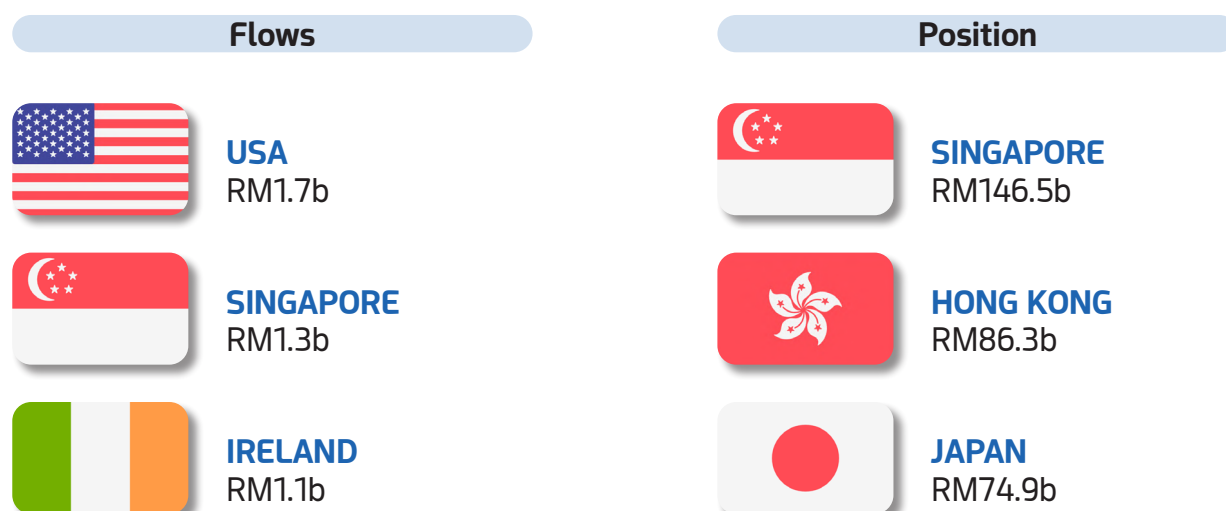 Flows
USA
RM1.7b
SINGAPORE
RM1.3b
IRELAND
RM1.1b
Position
SINGAPORE
RM146.5b
HONG KONG
RM86.3b
JAPAN
RM74.9b